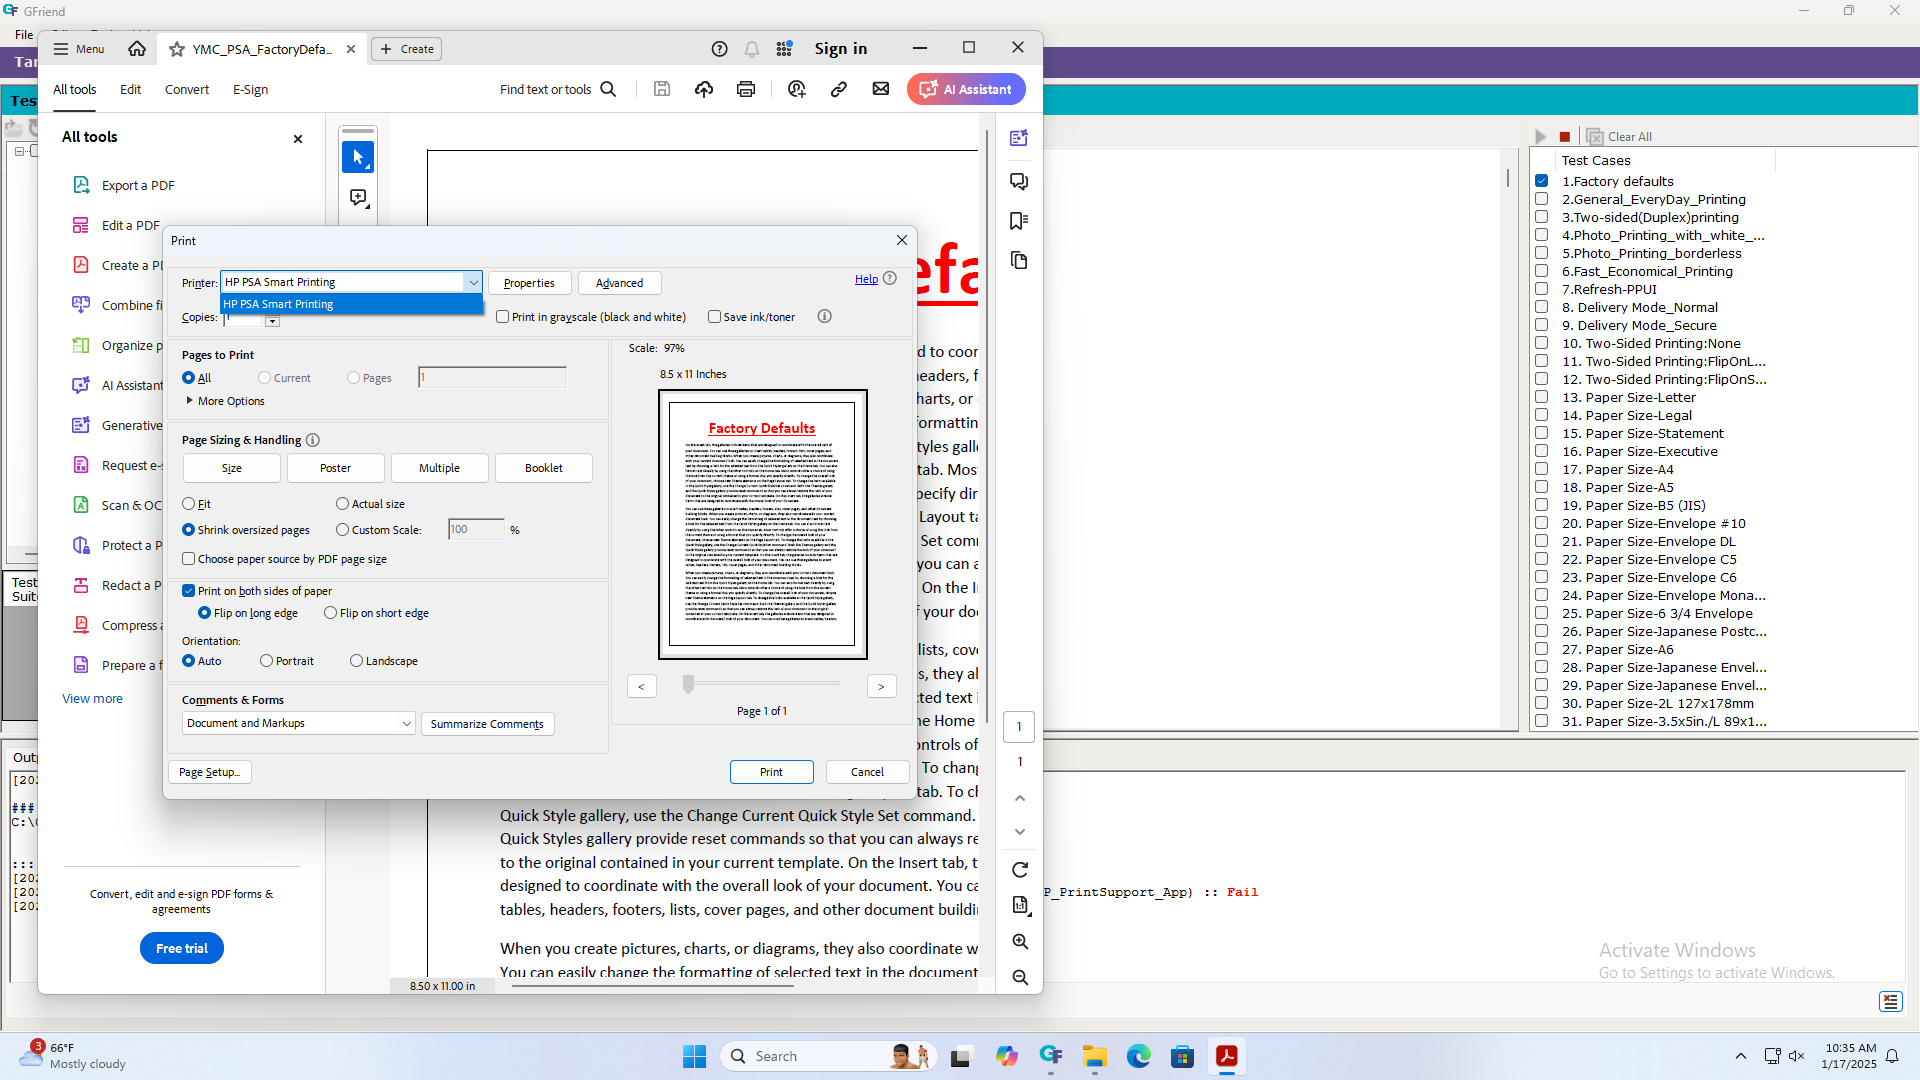 GFriend
File
Menu
YMC_PSA_FactoryDefa...
Create
Sign in
Tar
All tools
Edit
Convert
E-Sign
Find text or tools
AI Assistant
Tes
All tools
Export a PDF
Edit a PDF
Create a PD
Combine fi
Organize p
AI Assistant
Generative
Request e-s
Scan & OC
Protect a P
Redact a P
Compress a
Prepare a f
View more
Convert, edit and e-sign PDF forms &
agreements
Free trial
Test
Suit
Outp
[202
###
C:\
:::
[202
[202
[202
Print
Printer:
HP PSA Smart Printing
Properties
Advanced
Help
HP PSA Smart Printing
Copies:
Print in grayscale (black and white)
Save ink/toner
Pages to Print
All
Current
Pages
1
More Options
Page Sizing & Handling
Size
Poster
Multiple
Booklet
Fit
Actual size
Shrink oversized pages
Custom Scale:
100
%
Choose paper source by PDF page size
Print on both sides of paper
Flip on long edge
Flip on short edge
Orientation:
Auto
Portrait
Landscape
Comments & Forms
Document and Markups
Summarize Comments
Page Setup...
Print
Cancel
Scale: 97%
8.5 x 11 Inches
Factory Defaults
<
>
Page 1 of 1
efa
d to coor
eaders, f
harts, or
formattin
tyles galle
tab. Mos
pecify dir
Layout ta
Set comm
you can a
On the In
f your doc
lists, cove
s, they al
cted text i
he Home
ontrols of
To chang
tab. To ch
Quick Style gallery, use the Change Current Quick Style Set command.
Quick Styles gallery provide reset commands so that you can always re
to the original contained in your current template. On the Insert tab, t
designed to coordinate with the overall look of your document. You ca
tables, headers, footers, lists, cover pages, and other document buildi
When you create pictures, charts, or diagrams, they also coordinate w
You can easily change the formatting of selected text in the document
8.50 x 11.00 in
1
1
Clear All
Test Cases
1.Factory defaults
2.General_EveryDay_Printing
3.Two-sided(Duplex)printing
4.Photo_Printing_with_white_...
5.Photo_Printing_borderless
6.Fast_Economical_Printing
7.Refresh-PPUI
8. Delivery Mode_Normal
9. Delivery Mode_Secure
10. Two-Sided Printing:None
11. Two-Sided Printing:FlipOnL...
12. Two-Sided Printing:FlipOnS...
13. Paper Size-Letter
14. Paper Size-Legal
15. Paper Size-Statement
16. Paper Size-Executive
17. Paper Size-A4
18. Paper Size-A5
19. Paper Size-B5 (JIS)
20. Paper Size-Envelope #10
21. Paper Size-Envelope DL
22. Paper Size-Envelope C5
23. Paper Size-Envelope C6
24. Paper Size-Envelope Mona...
25. Paper Size-6 3/4 Envelope
26. Paper Size-Japanese Postc...
27. Paper Size-A6
28. Paper Size-Japanese Envel...
29. Paper Size-Japanese Envel...
30. Paper Size-2L 127x178mm
31. Paper Size-3.5x5in./L 89x1...
P_PrintSupport_App) :: Fail
Activate Windows
Go to Settings to activate Windows.
3
66°F
Mostly cloudy
Search
10:35 AM
1/17/2025